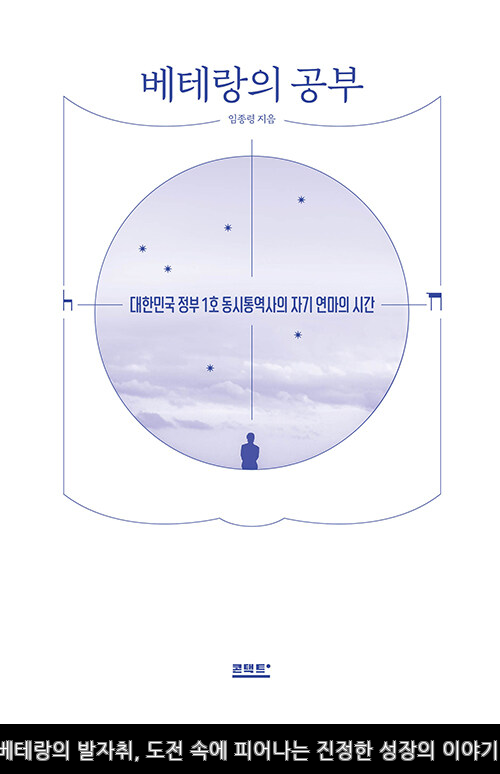 베테랑의 공부
임종령 지음
대한민국 정부 1호 동시통역사의 자기 연마의 시간
콘택트
베테랑의 발자취, 도전 속에 피어나는 진정한 성장의 이야기